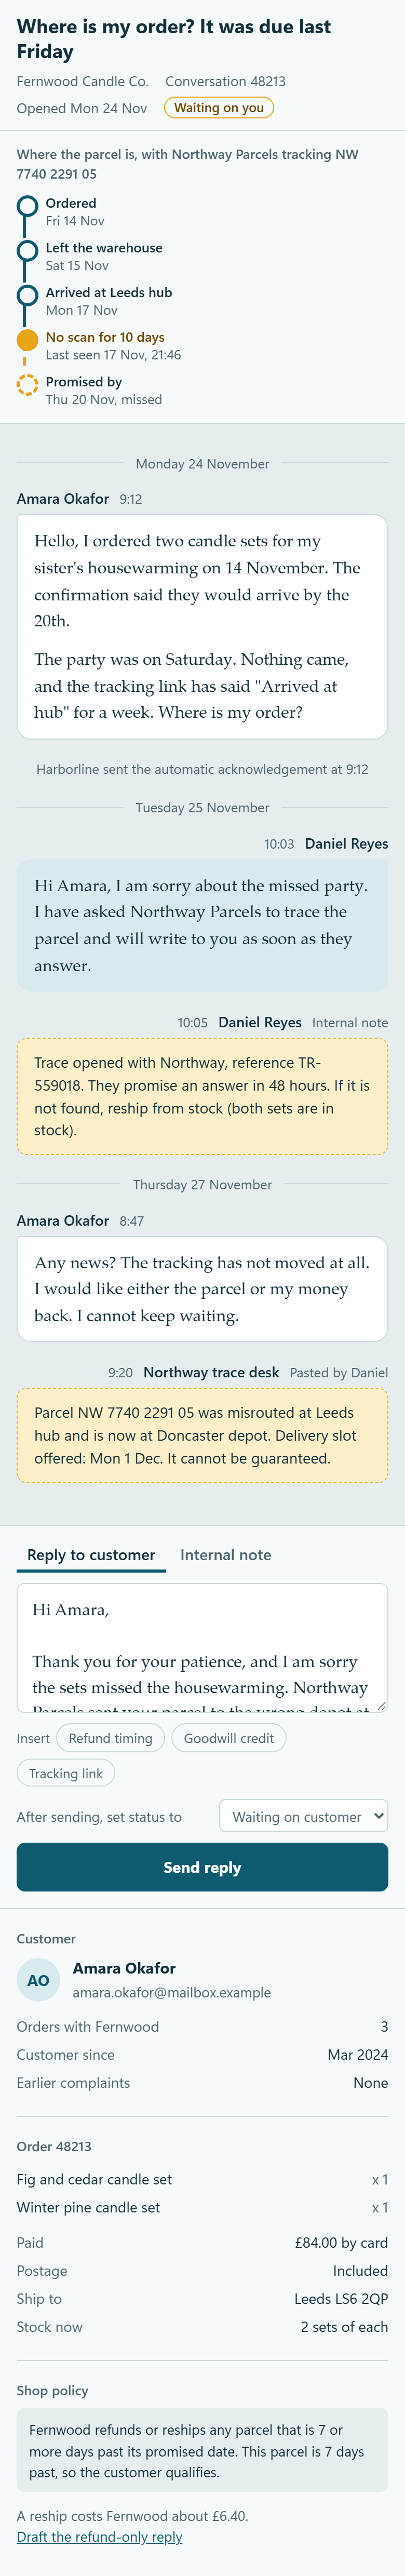 Where is my order? It was due last
Friday
Fernwood Candle Co. Conversation 48213
Opened Mon 24 Nov Waiting on you
Where the parcel is, with Northway Parcels tracking NW
7740 2291 05
Ordered
Fri 14 Nov
Left the warehouse
Sat 15 Nov
Arrived at Leeds hub
Mon 17 Nov
No scan for 10 days
Last seen 17 Nov, 21:46
Promised by
Thu 20 Nov, missed
Monday 24 November
Amara Okafor 9:12
Hello, I ordered two candle sets for my
sister's housewarming on 14 November. The
confirmation said they would arrive by the
20th.
The party was on Saturday. Nothing came,
and the tracking link has said "Arrived at
hub" for a week. Where is my order?
Harborline sent the automatic acknowledgement at 9:12
Tuesday 25 November
10:03 Daniel Reyes
Hi Amara, I am sorry about the missed party.
I have asked Northway Parcels to trace the
parcel and will write to you as soon as they
answer.
10:05 Daniel Reyes Internal note
Trace opened with Northway, reference TR-
559018. They promise an answer in 48 hours. If it is
not found, reship from stock (both sets are in
stock).
Thursday 27 November
Amara Okafor 8:47
Any news? The tracking has not moved at all.
I would like either the parcel or my money
back. I cannot keep waiting.
9:20 Northway trace desk Pasted by Daniel
Parcel NW 7740 2291 05 was misrouted at Leeds
hub and is now at Doncaster depot. Delivery slot
offered: Mon 1 Dec. It cannot be guaranteed.
Reply to customer Internal note
Hi Amara,
Thank you for your patience, and I am sorry
the sets missed the housewarming. Northway
Parcels sent your parcel to the wrong depot at
Insert Refund timing Goodwill credit
Tracking link
After sending, set status to Waiting on customer
Send reply
Customer
AO Amara Okafor
amara.okafor@mailbox.example
Orders with Fernwood 3
Customer since Mar 2024
Earlier complaints None
Order 48213
Fig and cedar candle set x 1
Winter pine candle set x 1
Paid £84.00 by card
Postage Included
Ship to Leeds LS6 2QP
Stock now 2 sets of each
Shop policy
Fernwood refunds or reships any parcel that is 7 or
more days past its promised date. This parcel is 7 days
past, so the customer qualifies.
A reship costs Fernwood about £6.40.
Draft the refund-only reply